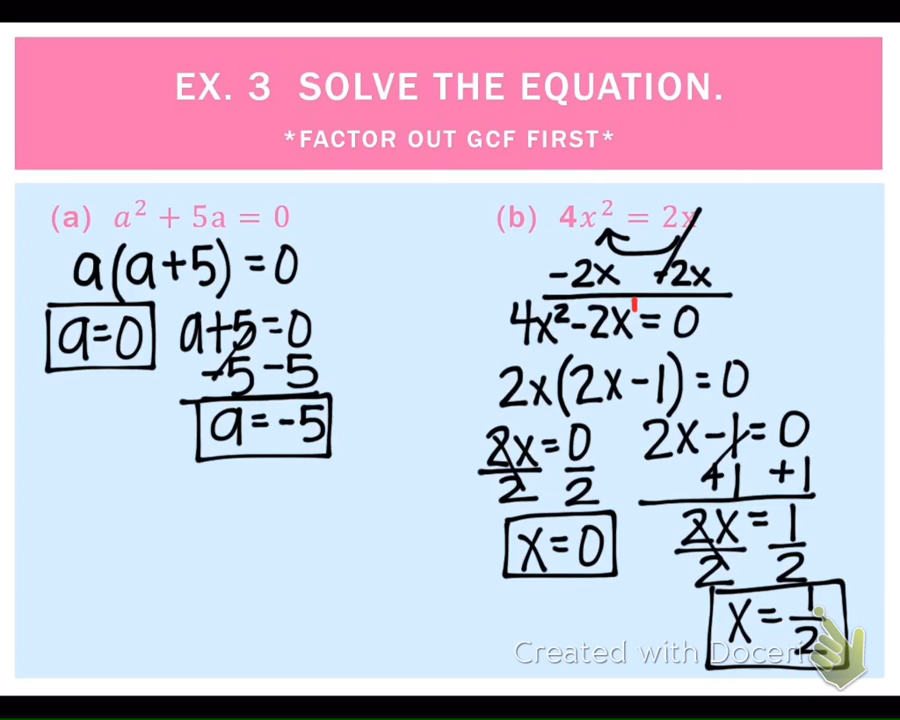 EX. 3 SOLVE THE EQUATION.
*FACTOR OUT GCF FIRST*
(a) a² + 5a = 0
a(a+5) = 0
a=0 a+5=0
-5 -5
a=-5
(b) 4x² = 2x
-2x -2x
4x²-2x¹= 0
2x(2x-1)=0
2x=0 2x-1=0
2 2 +1 +1
x=0 2x=1
2 2
x=1/2
Created with Doceri